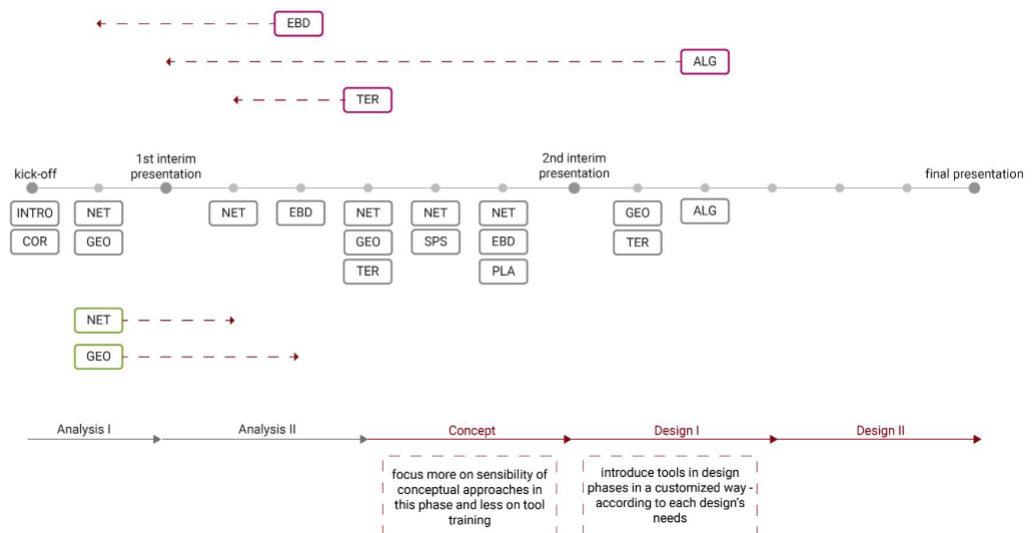 EBD
ALG
TER
kick-off
1st interim
presentation
2nd interim
presentation
final presentation
INTRO
NET
NET
EBD
NET
NET
NET
GEO
ALG
COR
GEO
GEO
SPS
EBD
TER
TER
PLA
NET
GEO
Analysis I
Analysis II
Concept
Design I
Design II
focus more on sensibility of
conceptual approaches in
this phase and less on tool
training
introduce tools in design
phases in a customized way -
according to each design's
needs